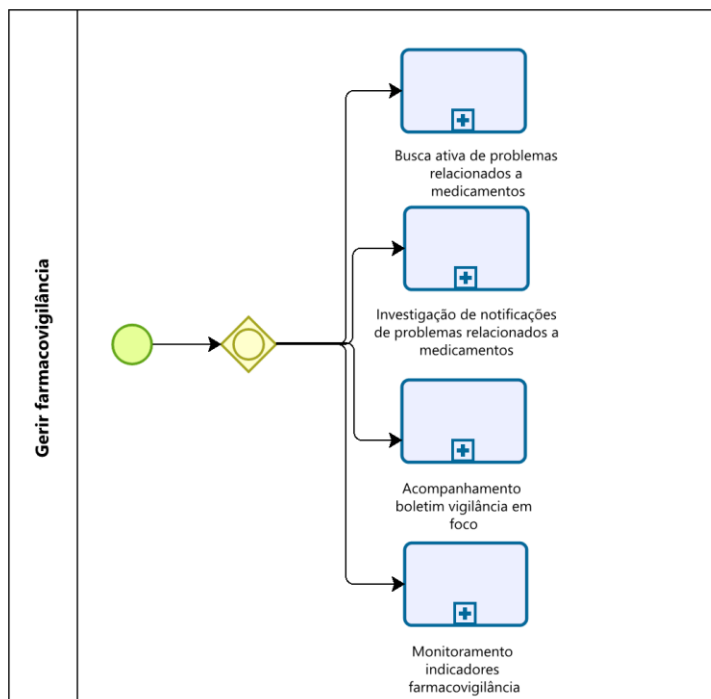 Gerir farmacovigilância
Busca ativa de problemas
relacionados a
medicamentos
Investigação de notificações
de problemas relacionados a
medicamentos
Acompanhamento
boletim vigilância em
foco
Monitoramento
indicadores
farmacovigilância